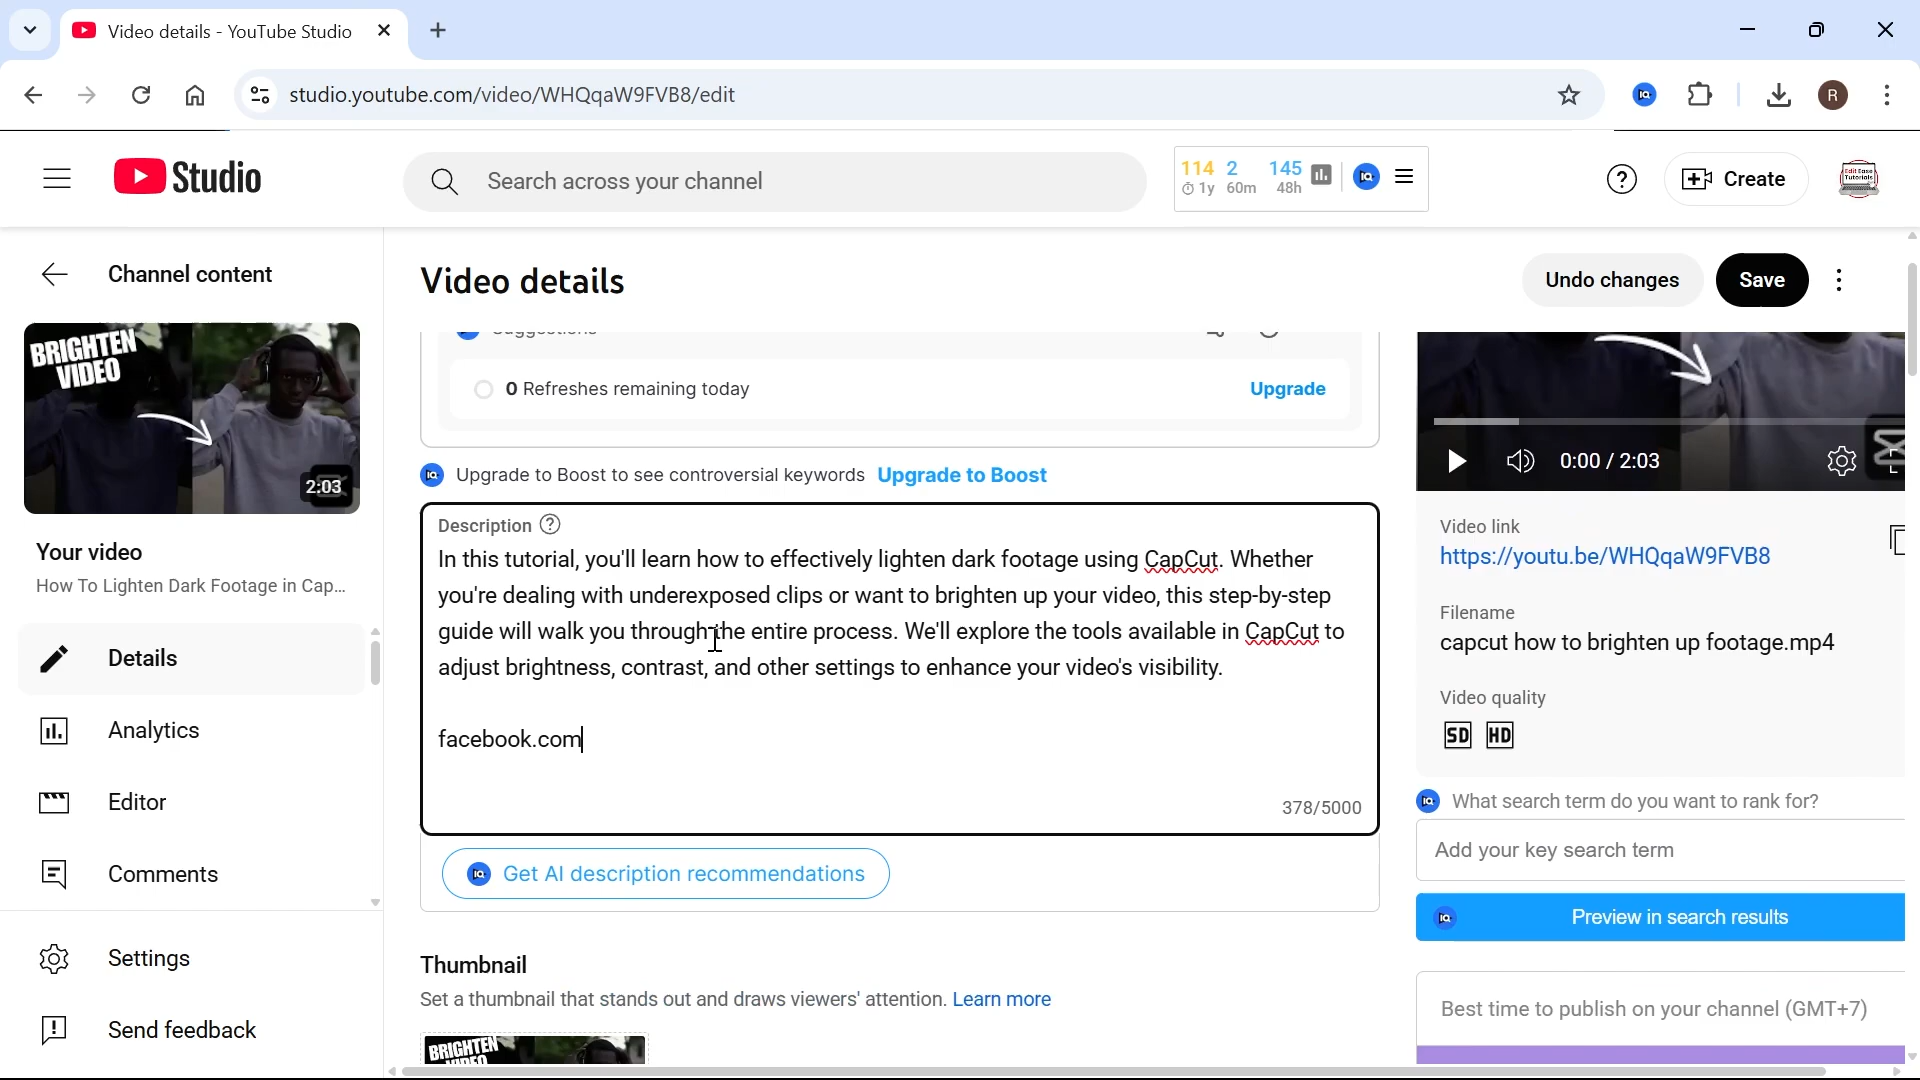 Video details - YouTube Studio
studio.youtube.com/video/WHQqaW9FVB8/edit
R
Studio
Search across your channel
114 2 145
1y 60m 48h
Create
Channel content
Video details
Undo changes
Save
BRIGHTEN
VIDEO
2:03
Your video
How To Lighten Dark Footage in Cap...
Details
Analytics
Editor
Comments
Settings
Send feedback
Suggestions
0 Refreshes remaining today
Upgrade
Upgrade to Boost to see controversial keywords Upgrade to Boost
Description
In this tutorial, you'll learn how to effectively lighten dark footage using CapCut. Whether
you're dealing with underexposed clips or want to brighten up your video, this step-by-step
guide will walk you through the entire process. We'll explore the tools available in CapCut to
adjust brightness, contrast, and other settings to enhance your video's visibility.
facebook.com
378/5000
Get AI description recommendations
Thumbnail
Set a thumbnail that stands out and draws viewers' attention. Learn more
BRIGHTEN
VIDEO
0:00 / 2:03
Video link
https://youtu.be/WHQqaW9FVB8
Filename
capcut how to brighten up footage.mp4
Video quality
SD HD
What search term do you want to rank for?
Add your key search term
Preview in search results
Best time to publish on your channel (GMT+7)